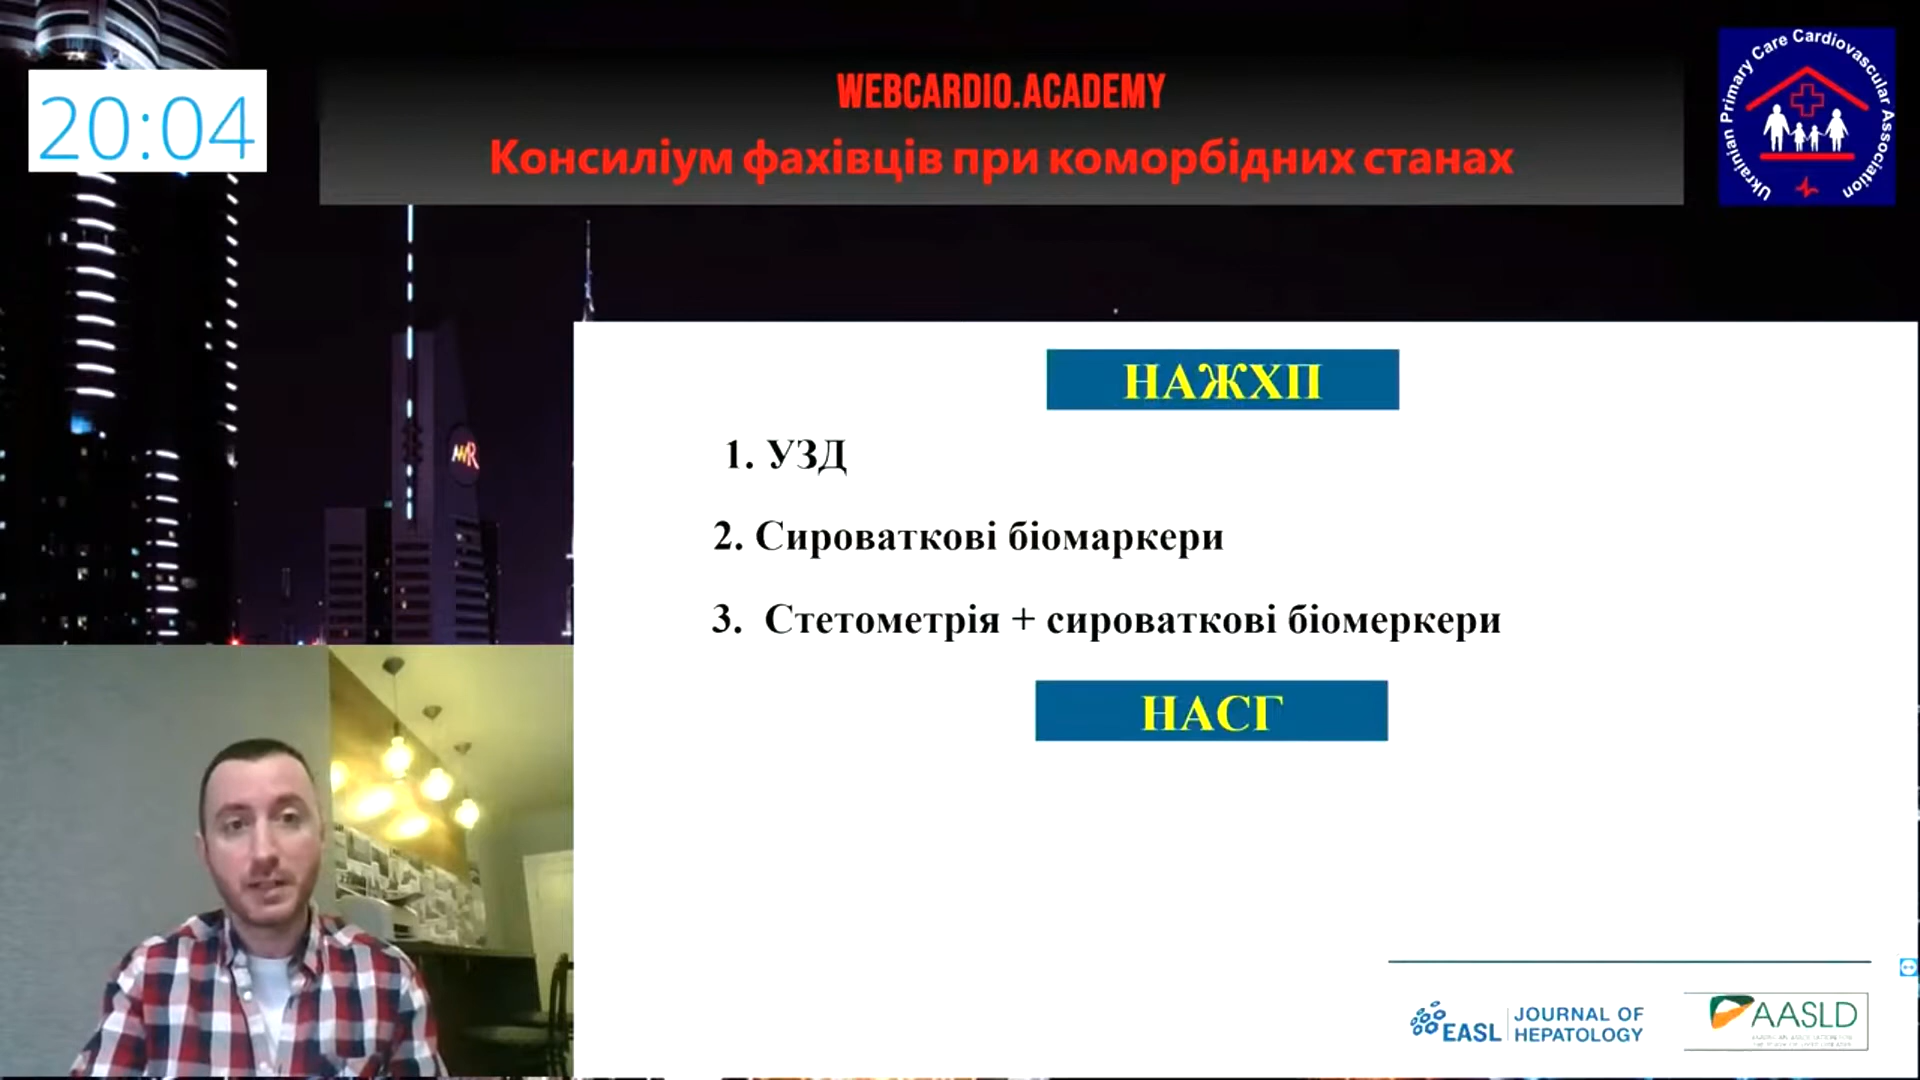 20:04
WEBCARDIO.ACADEMY
Консиліум фахівців при коморбідних станах
Ukrainian Primary Care Cardiovascular Association
AWR
НАЖХП
1. УЗД
2. Сироваткові біомаркери
3. Стетометрія + сироваткові біомеркери
НАСГ
EASL
JOURNAL OF
HEPATOLOGY
AASLD